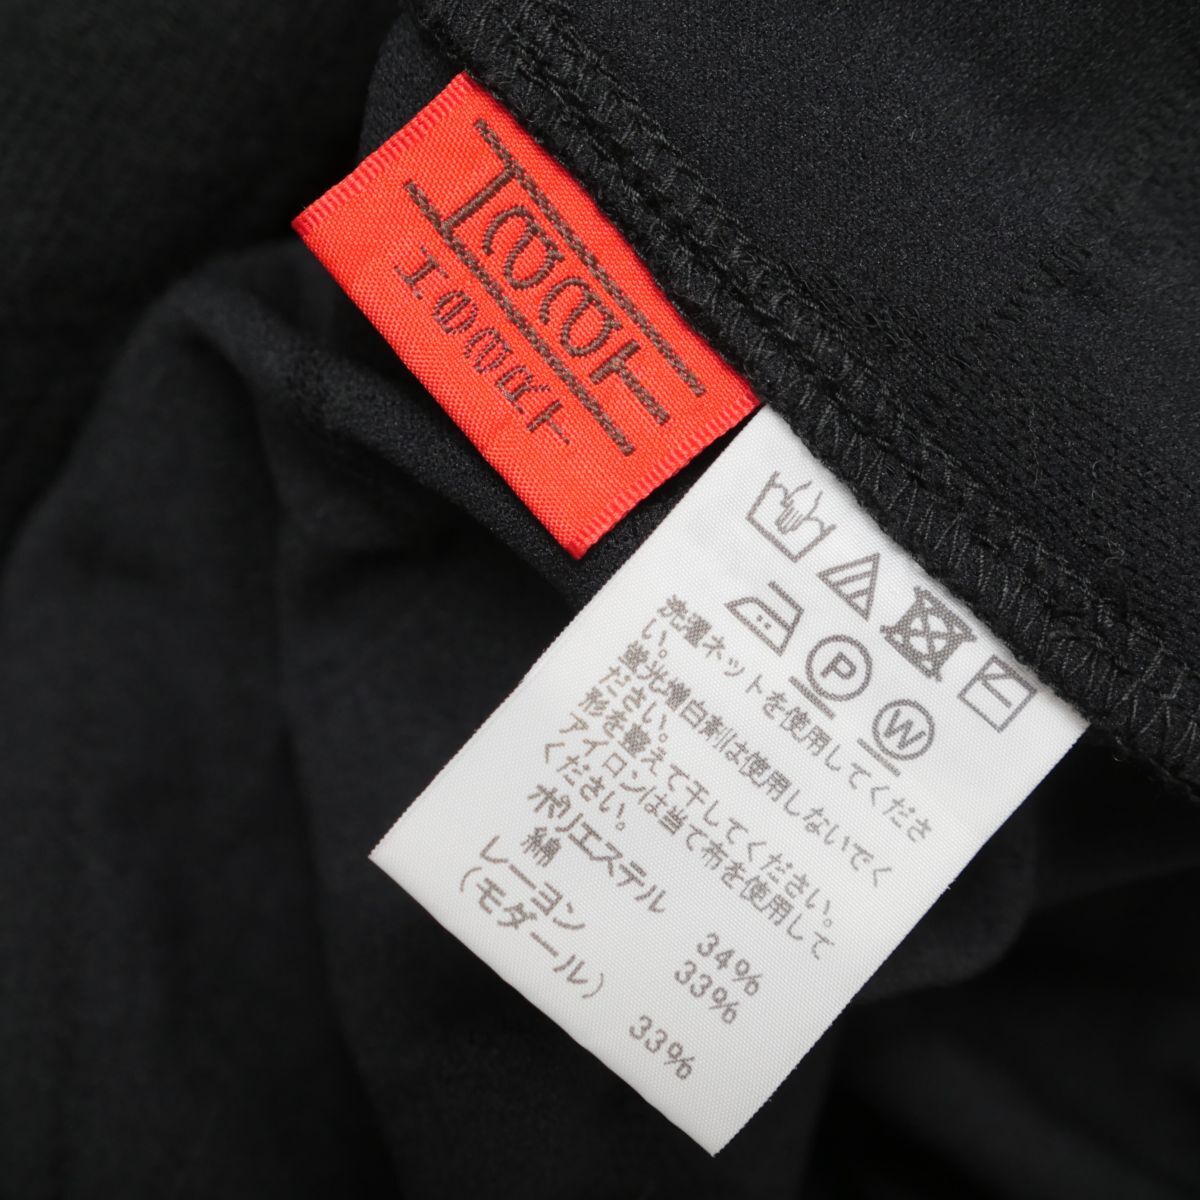 P W
洗濯ネットを使用してくださ
い。
蛍光増白剤は使用しないでく
ださい。
形を整えて干してください。
アイロンは当て布を使用して
ください。
ポリエステル 34%
綿 33%
レーヨン
(モダール) 33%